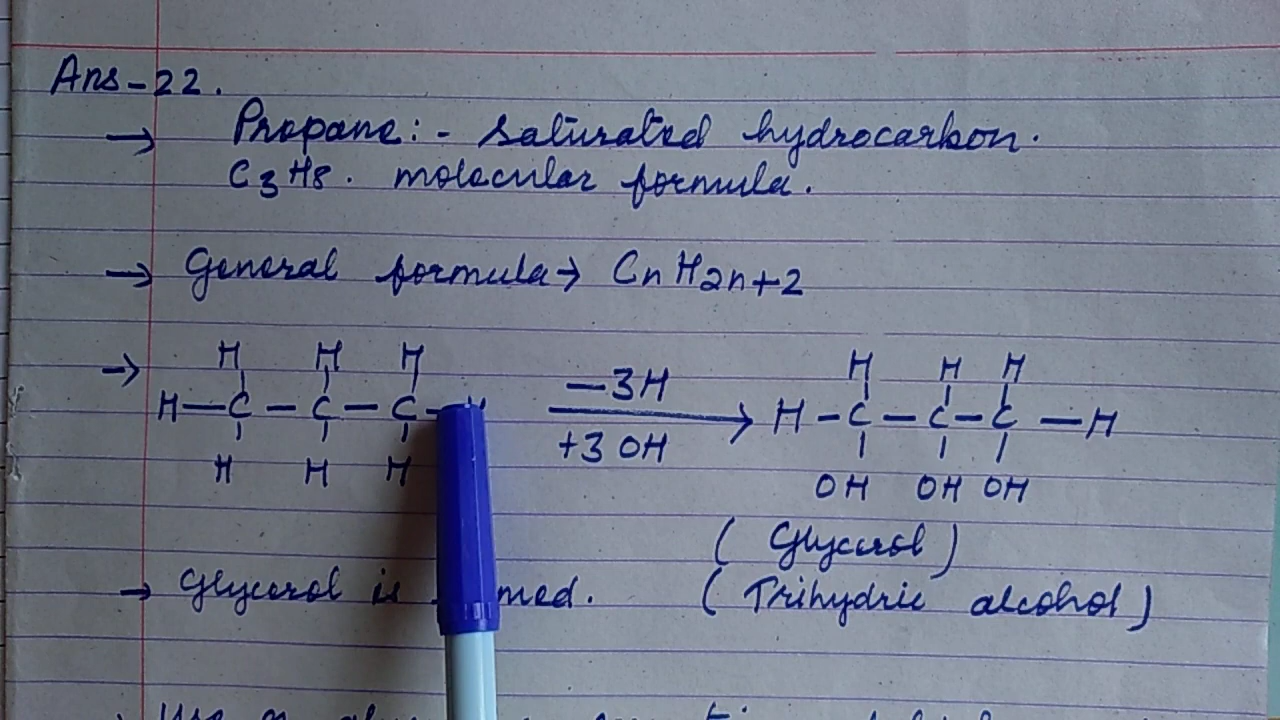 Ans-22.
→ Propane:- Saturated hydrocarbon.
C3H8. molecular formula.
→ General formula → CnH2n+2
H H H H H H
→ H—C—C—C— —3H H—C—C—C—H
+3 OH
H H H OH OH OH
(Glycerol)
→ Glycerol is med. (Trihydric alcohol)